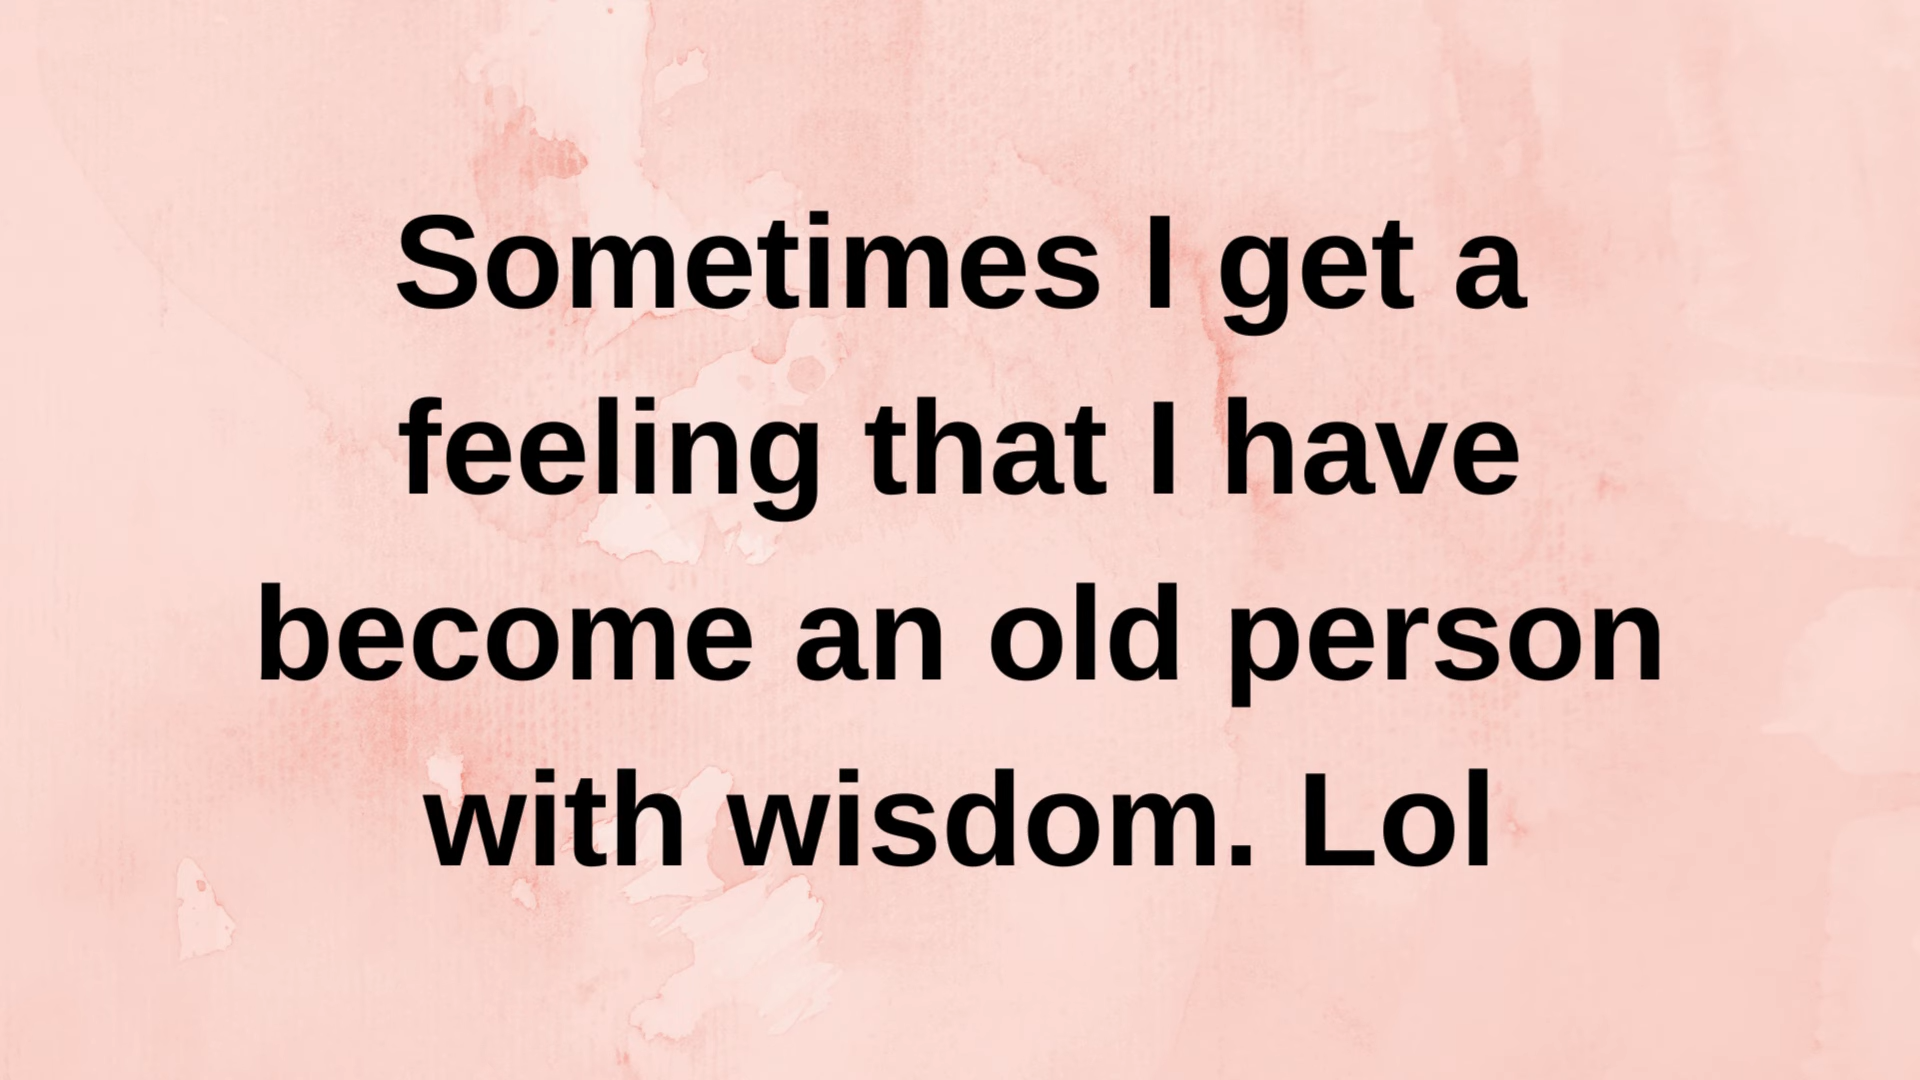 Sometimes I get a
feeling that I have
become an old person
with wisdom. Lol